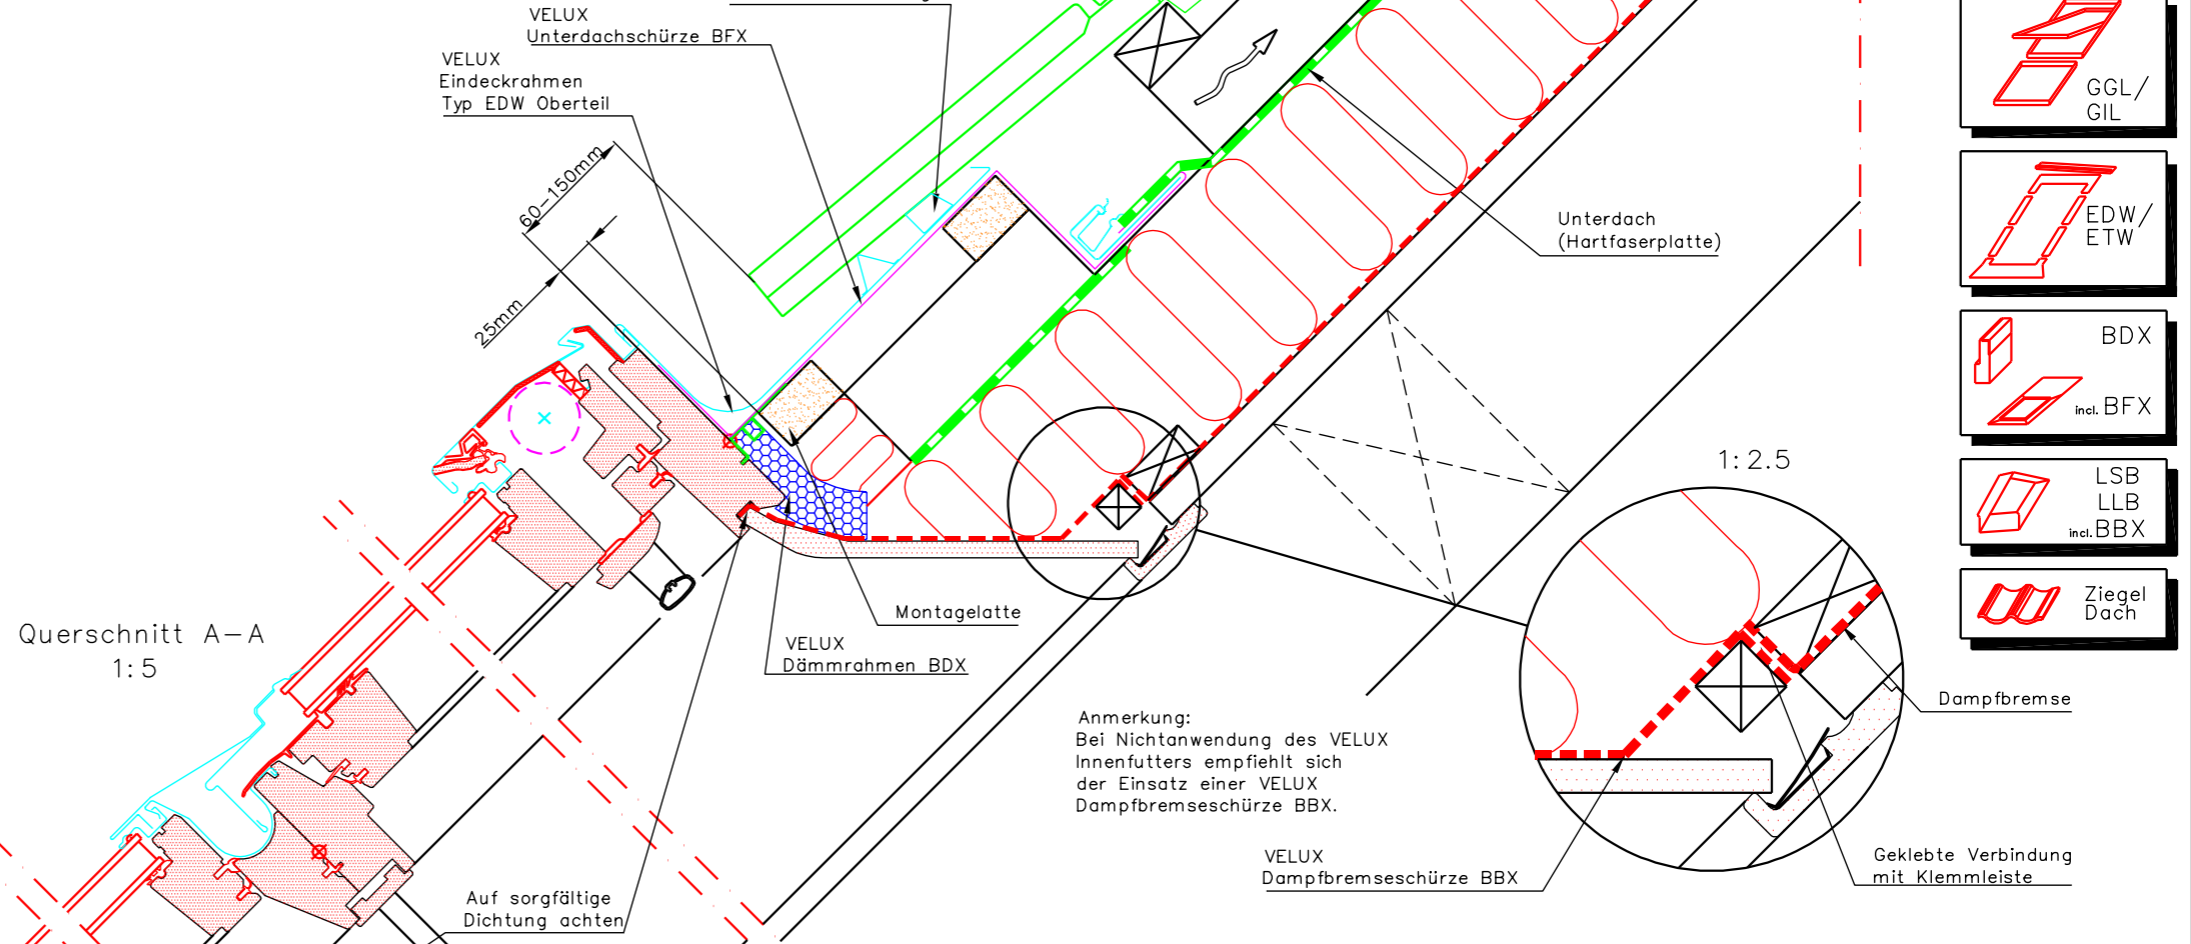 VELUX
Unterdachschürze BFX
VELUX
Eindeckrahmen
Typ EDW Oberteil
60-150mm
25mm
Unterdach
(Hartfaserplatte)
Querschnitt A-A
1:5
Montagelatte
VELUX
Dämmrahmen BDX
Auf sorgfältige
Dichtung achten
Anmerkung:
Bei Nichtanwendung des VELUX
Innenfutters empfiehlt sich
der Einsatz einer VELUX
Dampfbremseschürze BBX.
1:2.5
Dampfbremse
VELUX
Dampfbremseschürze BBX
Geklebte Verbindung
mit Klemmleiste
GGL/
GIL
EDW/
ETW
BDX
incl. BFX
LSB
LLB
incl. BBX
Ziegel
Dach